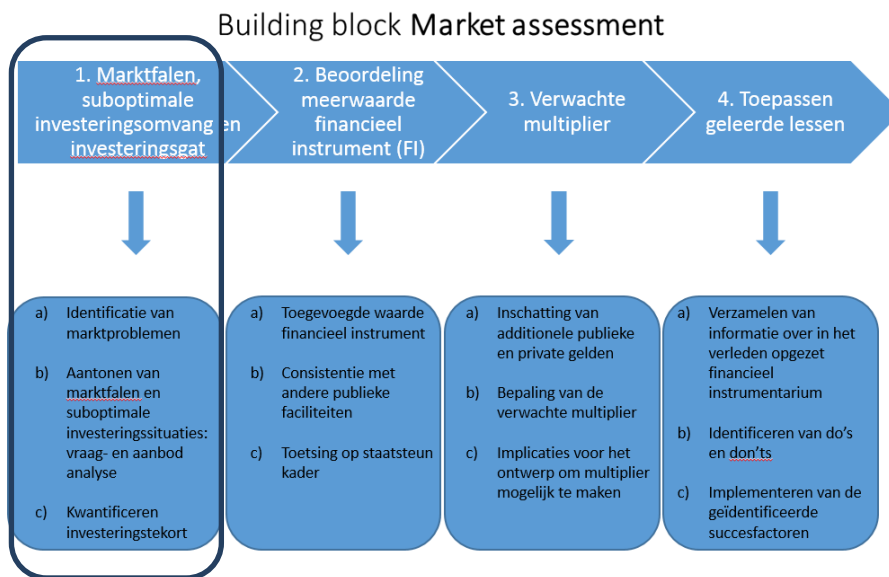 Building block Market assessment
1. Marktfalen,
suboptimale
investeringsomvang en
investeringsgat
2. Beoordeling
meerwaarde
financieel
instrument (FI)
3. Verwachte
multiplier
4. Toepassen
geleerde lessen
a) Identificatie van
marktproblemen
b) Aantonen van
marktfalen en
suboptimale
investeringssituaties:
vraag- en aanbod
analyse
c) Kwantificeren
investeringstekort
a) Toegevoegde waarde
financieel instrument
b) Consistentie met
andere publieke
faciliteiten
c) Toetsing op staatsteun
kader
a) Inschatting van
additionele publieke
en private gelden
b) Bepaling van de
verwachte multiplier
c) Implicaties voor het
ontwerp om multiplier
mogelijk te maken
a) Verzamelen van
informatie over in het
verleden opgezet
financieel
instrumentarium
b) Identificeren van do's
en don'ts
c) Implementeren van de
geïdentificeerde
succesfactoren